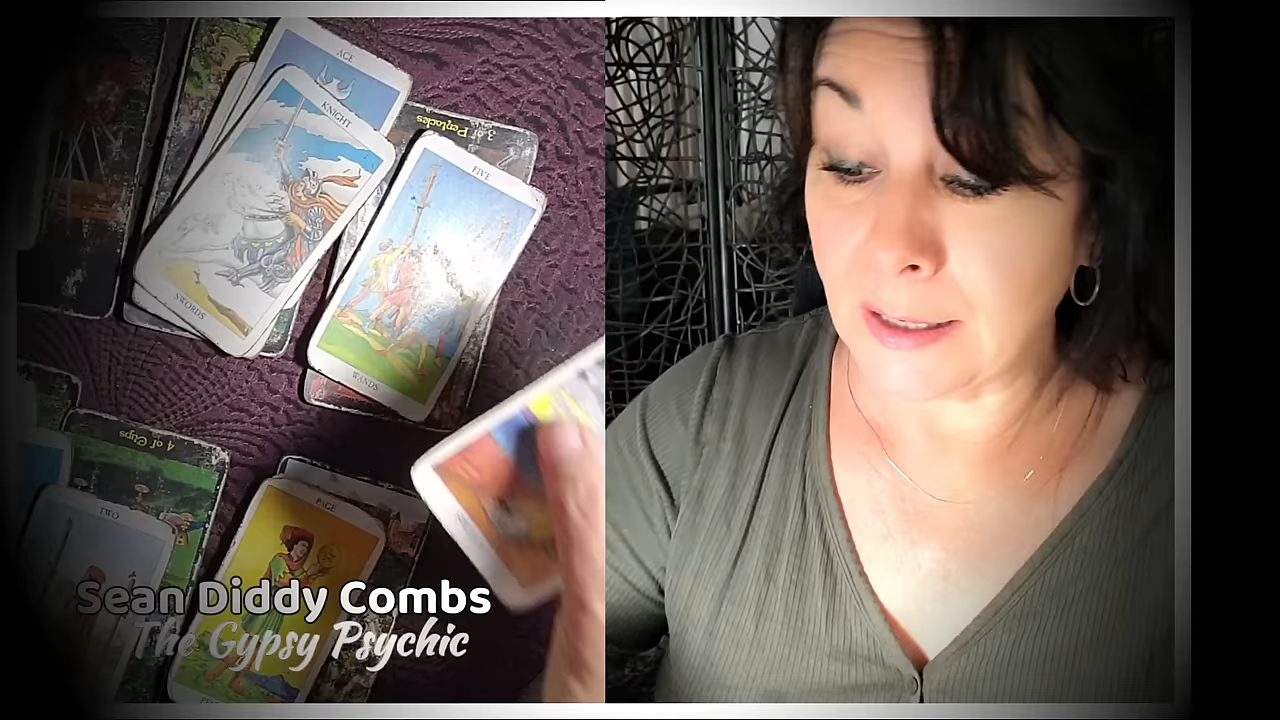 ACE
KNIGHT
SWORDS
3 of Pentacles
FIVE
WANDS
4 of Cups
TWO
PAGE
Sean Diddy Combs
The Gypsy Psychic